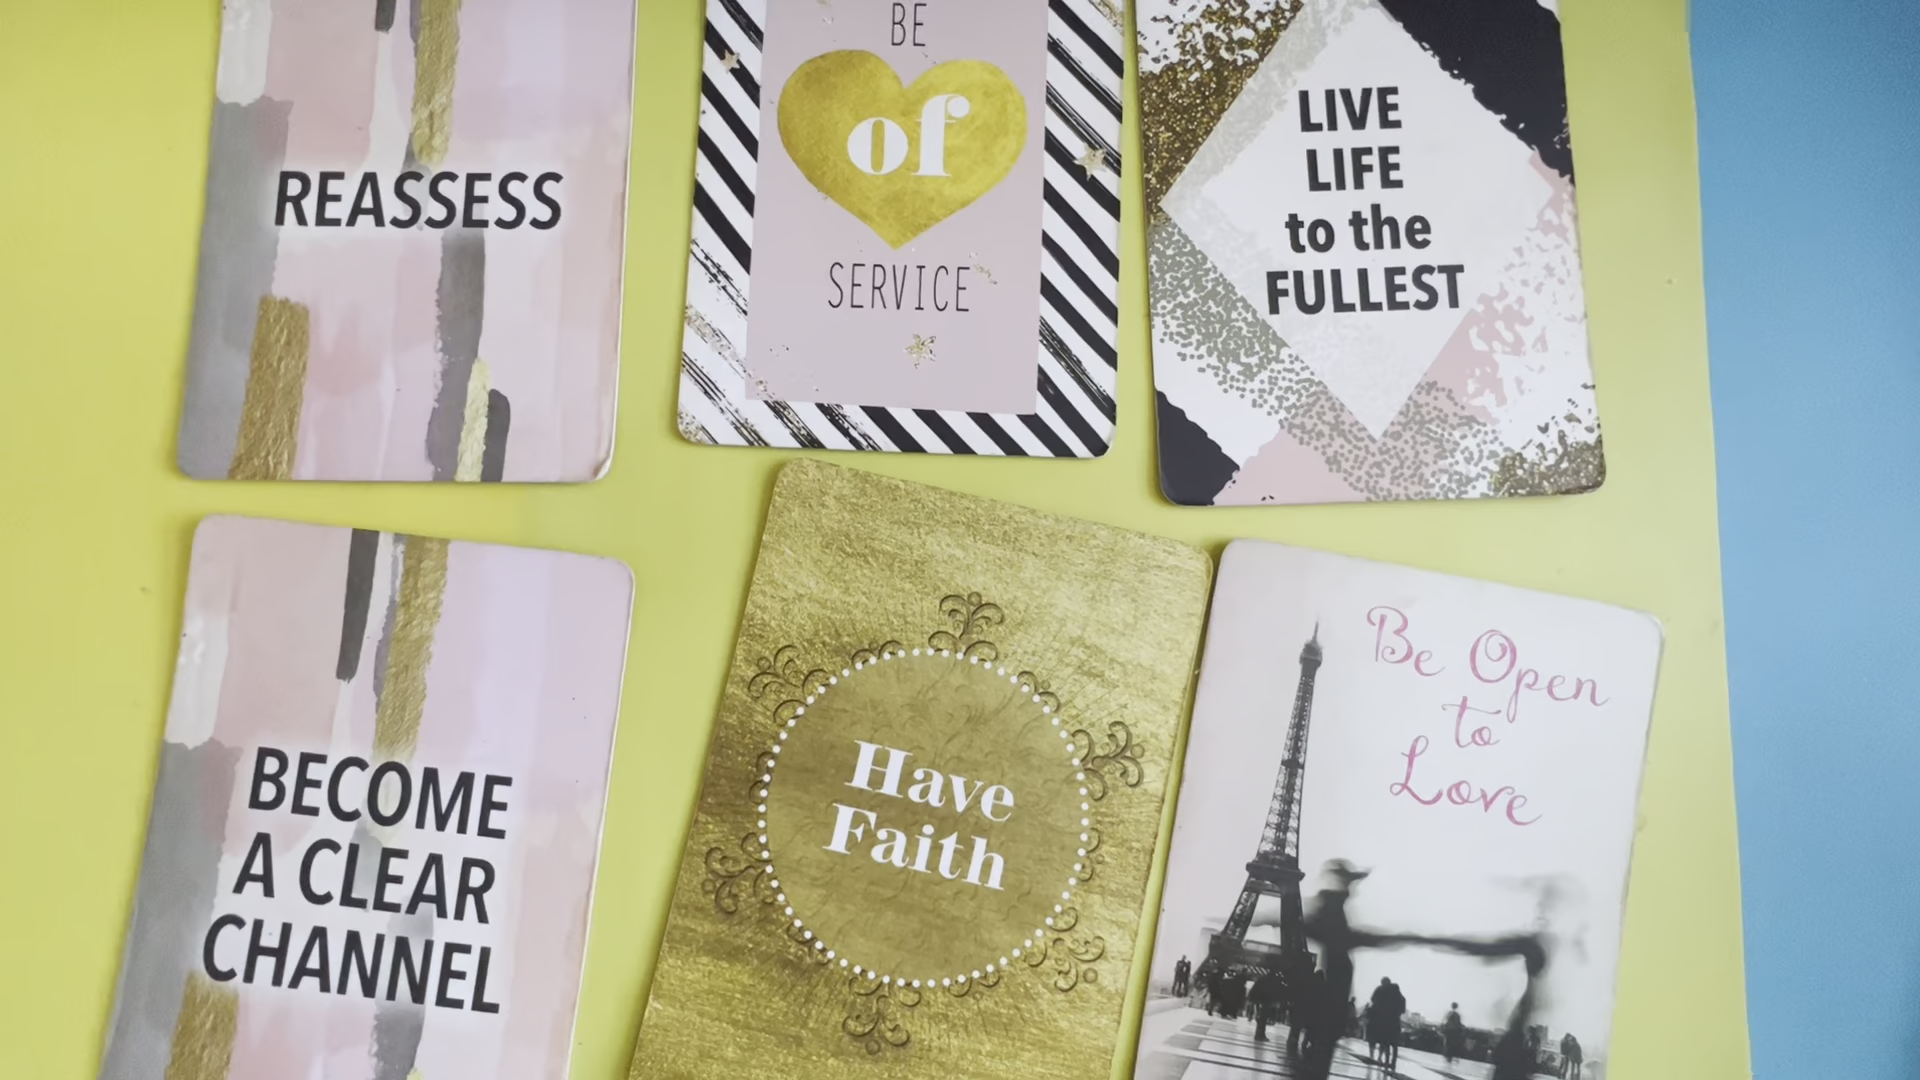 REASSESS
BE
of
SERVICE
LIVE
LIFE
to the
FULLEST
BECOME
A CLEAR
CHANNEL
Have
Faith
Be Open
to
Love